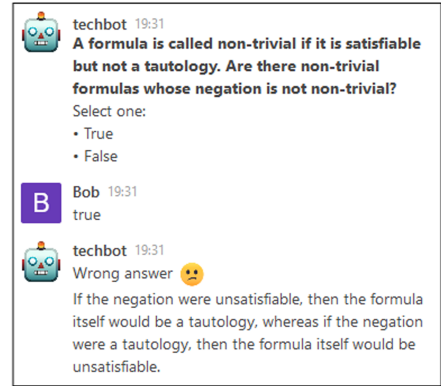 techbot 19:31
A formula is called non-trivial if it is satisfiable
but not a tautology. Are there non-trivial
formulas whose negation is not non-trivial?
Select one:
• True
• False
B
Bob 19:31
true
techbot 19:31
Wrong answer 😕
If the negation were unsatisfiable, then the formula
itself would be a tautology, whereas if the negation
were a tautology, then the formula itself would be
unsatisfiable.